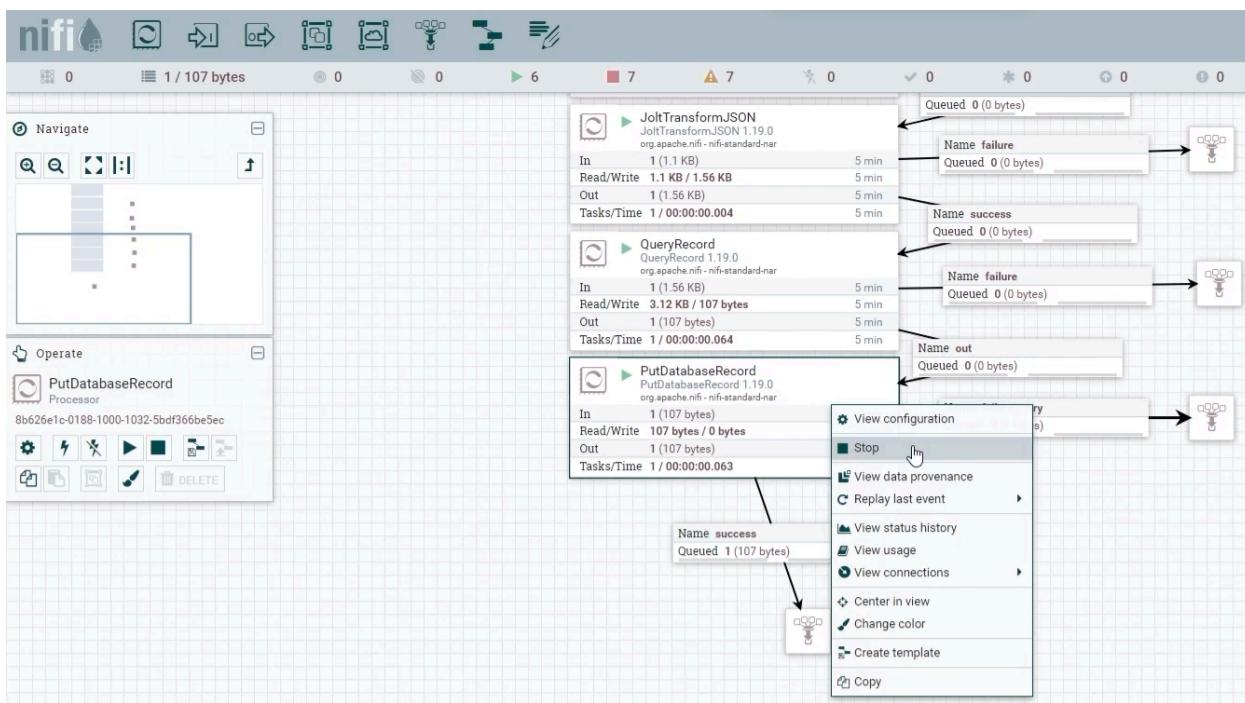 nifi
0
1 / 107 bytes
0
0
6
7
7
0
0
0
0
0
Navigate
Operate
PutDatabaseRecord
Processor
8b626e1c-0188-1000-1032-5bdf366be5ec
DELETE
Queued 0 (0 bytes)
JoltTransformJSON
JoltTransformJSON 1.19.0
org.apache.nifi - nifi-standard-nar
In 1 (1.1 KB) 5 min
Read/Write 1.1 KB / 1.56 KB 5 min
Out 1 (1.56 KB) 5 min
Tasks/Time 1 / 00:00:00.004 5 min
Name failure
Queued 0 (0 bytes)
Name success
Queued 0 (0 bytes)
QueryRecord
QueryRecord 1.19.0
org.apache.nifi - nifi-standard-nar
In 1 (1.56 KB) 5 min
Read/Write 3.12 KB / 107 bytes 5 min
Out 1 (107 bytes) 5 min
Tasks/Time 1 / 00:00:00.064 5 min
Name failure
Queued 0 (0 bytes)
Name out
Queued 0 (0 bytes)
PutDatabaseRecord
PutDatabaseRecord 1.19.0
org.apache.nifi - nifi-standard-nar
In 1 (107 bytes)
Read/Write 107 bytes / 0 bytes
Out 1 (107 bytes)
Tasks/Time 1 / 00:00:00.063
Name success
Queued 1 (107 bytes)
View configuration
Stop
View data provenance
Replay last event
View status history
View usage
View connections
Center in view
Change color
Create template
Copy